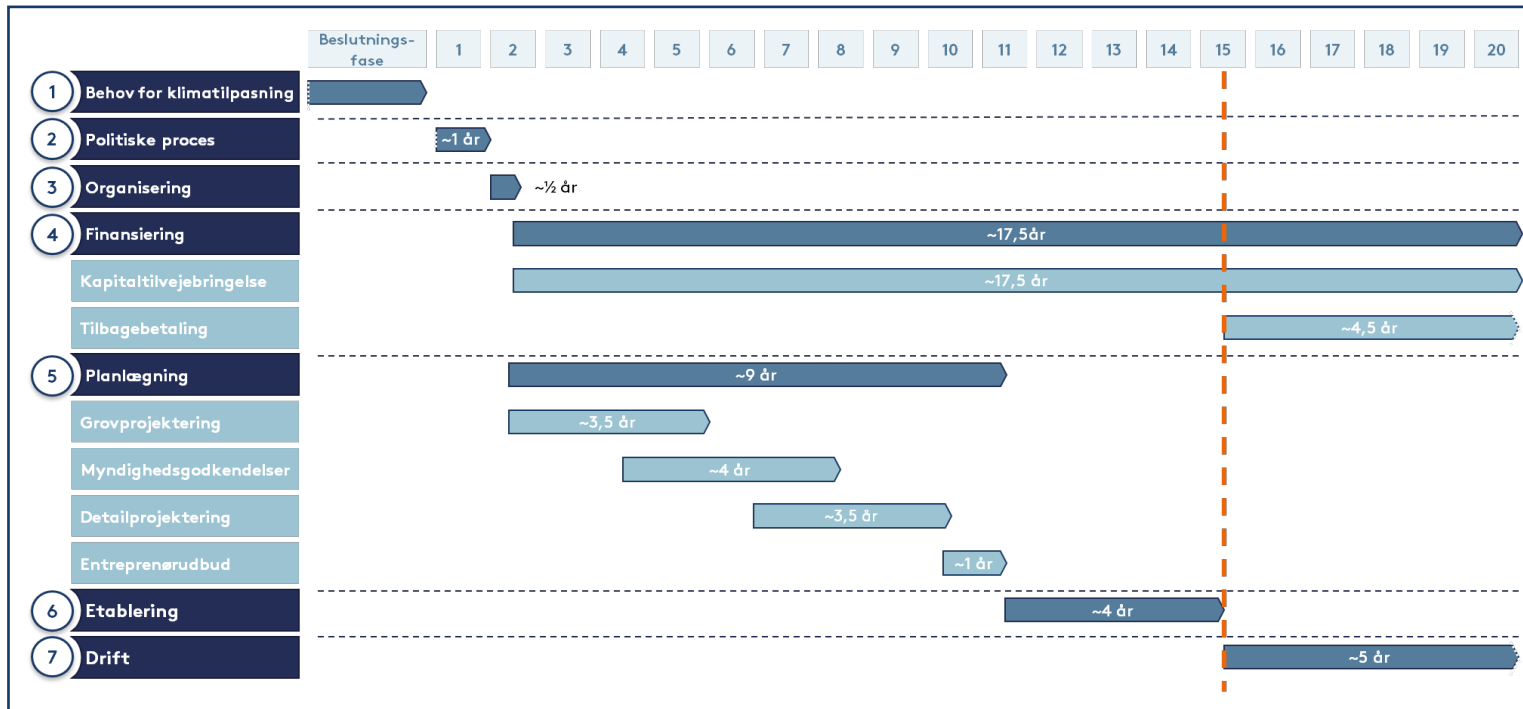 Beslutnings-
fase
1 2 3 4 5 6 7 8 9 10 11 12 13 14 15 16 17 18 19 20
1 Behov for klimatilpasning
2 Politiske proces ~1 år
3 Organisering ~½ år
4 Finansiering ~17,5år
Kapitaltilvejebringelse ~17,5 år
Tilbagebetaling ~4,5 år
5 Planlægning ~9 år
Grovprojektering ~3,5 år
Myndighedsgodkendelser ~4 år
Detailprojektering ~3,5 år
Entreprenørudbud ~1 år
6 Etablering ~4 år
7 Drift ~5 år